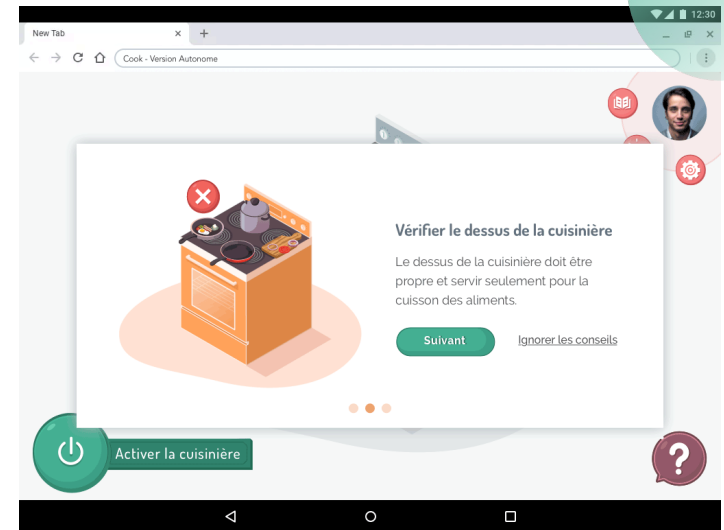 12:30
New Tab
Cook - Version Autonome
Vérifier le dessus de la cuisinière
Le dessus de la cuisinière doit être
propre et servir seulement pour la
cuisson des aliments.
Suivant
Ignorer les conseils
Activer la cuisinière
?